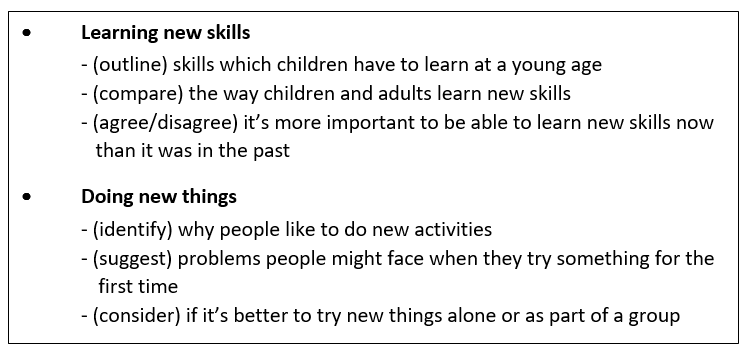 • Learning new skills
- (outline) skills which children have to learn at a young age
- (compare) the way children and adults learn new skills
- (agree/disagree) it’s more important to be able to learn new skills now
than it was in the past
• Doing new things
- (identify) why people like to do new activities
- (suggest) problems people might face when they try something for the
first time
- (consider) if it’s better to try new things alone or as part of a group